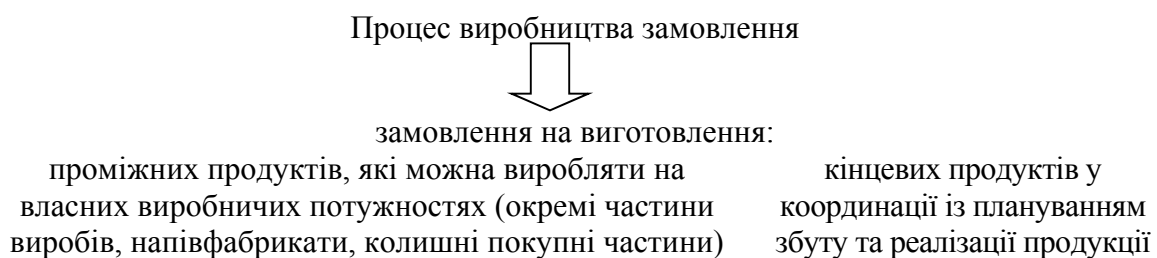 Процес виробництва замовлення
замовлення на виготовлення:
проміжних продуктів, які можна виробляти на
власних виробничих потужностях (окремі частини
виробів, напівфабрикати, колишні покупні частини)
кінцевих продуктів у
координації із плануванням
збуту та реалізації продукції